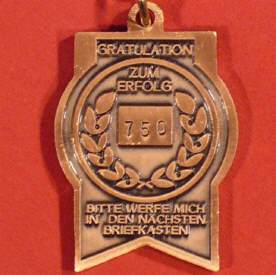 GRATULATION
ZUM
ERFOLG
750
BITTE WERFE MICH
IN DEN NÄCHSTEN
BRIEFKASTEN